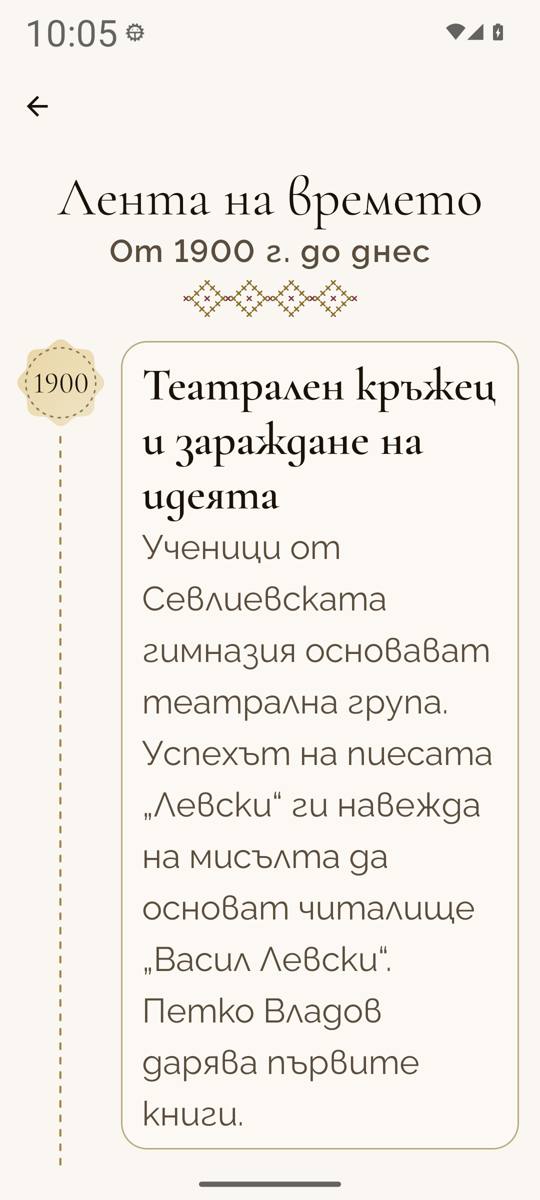 10:05
Лента на времето
От 1900 г. до днес
1900
Театрален кръжец
и зараждане на
идеята
Ученици от
Севлиевската
гимназия основават
театрална група.
Успехът на пиесата
„Левски“ ги навежда
на мисълта да
основат читалище
„Васил Левски“.
Петко Владов
дарява първите
книги.